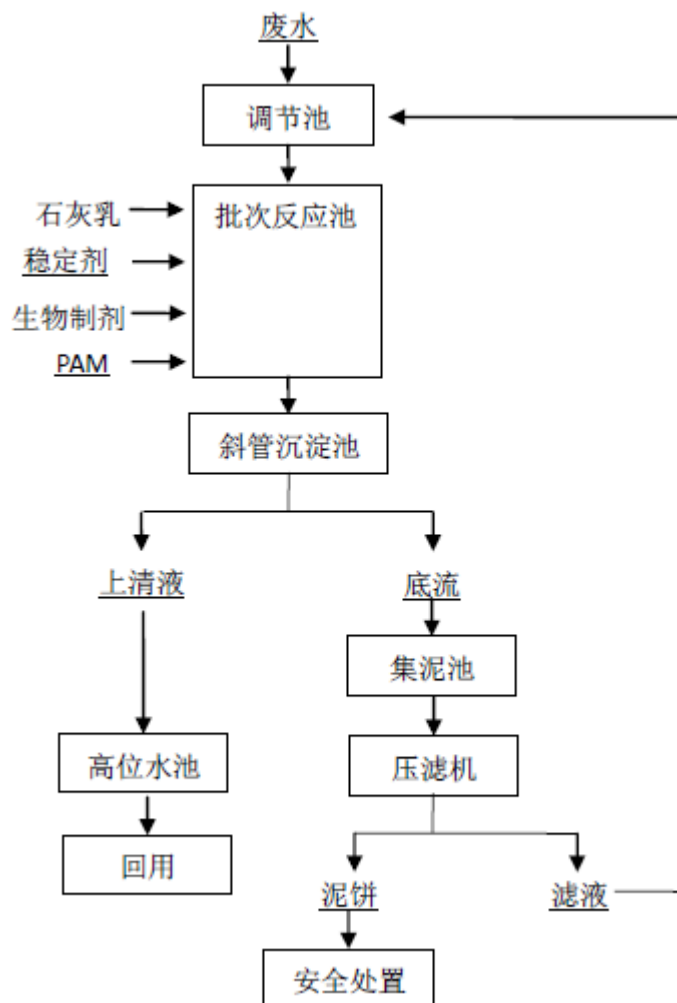 废水
调节池
石灰乳
批次反应池
稳定剂
生物制剂
PAM
斜管沉淀池
上清液
底流
集泥池
高位水池
压滤机
回用
泥饼
滤液
安全处置